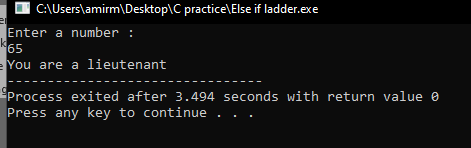 C:\Users\amirm\Desktop\C practice\Else if ladder.exe
Enter a number :
65
You are a lieutenant
--------------------------------
Process exited after 3.494 seconds with return value 0
Press any key to continue . . .